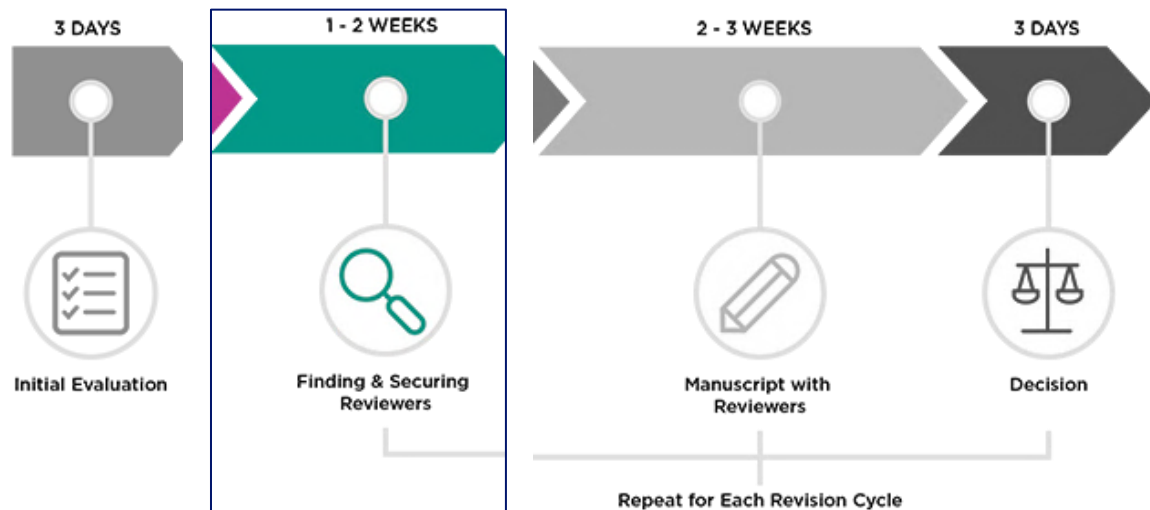 3 DAYS
1 - 2 WEEKS
2 - 3 WEEKS
3 DAYS
Initial Evaluation
Finding & Securing
Reviewers
Manuscript with
Reviewers
Decision
Repeat for Each Revision Cycle